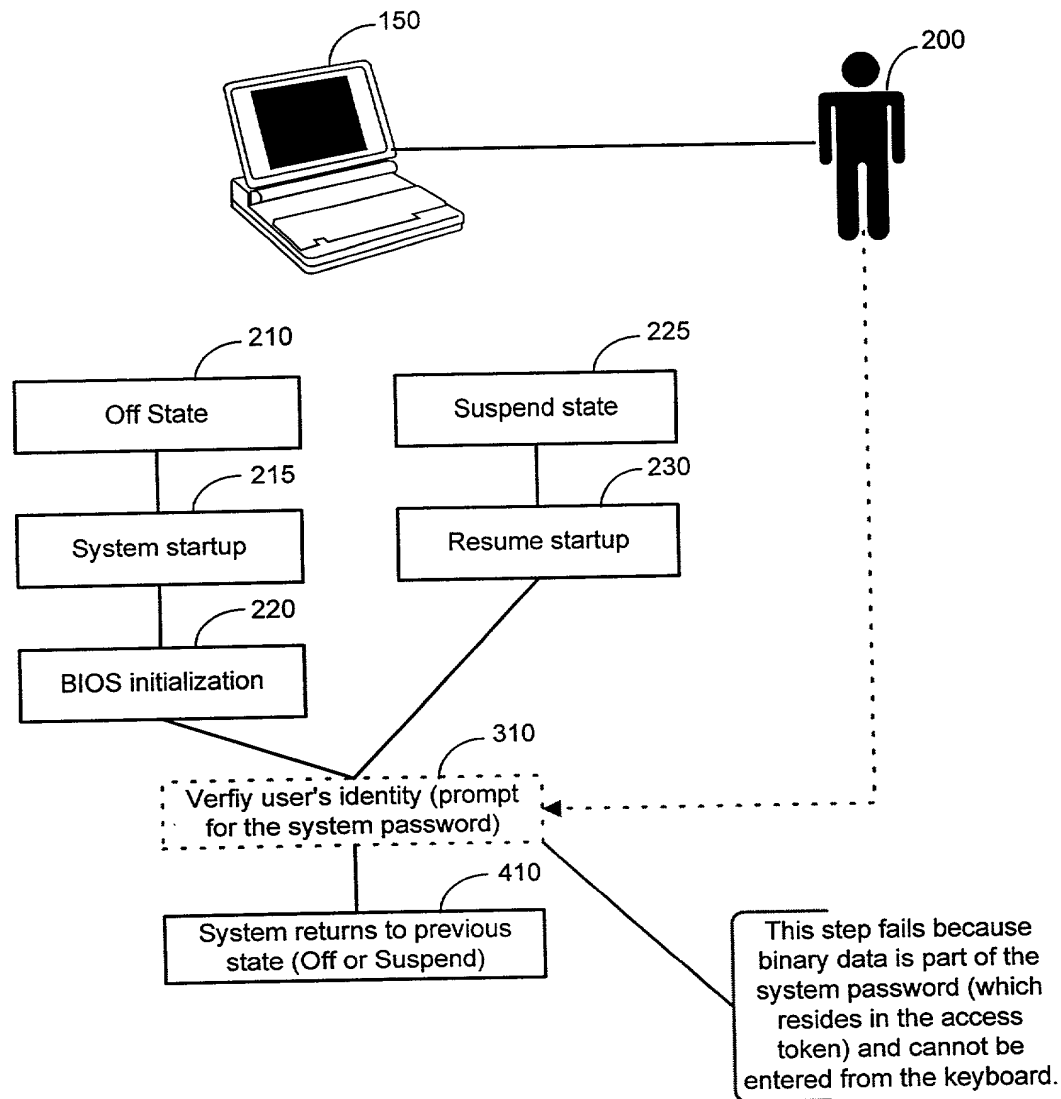 150
200
210
225
Off State
Suspend state
215
230
System startup
Resume startup
220
BIOS initialization
310
Verfiy user's identity (prompt
for the system password)
410
System returns to previous
state (Off or Suspend)
This step fails because
binary data is part of the
system password (which
resides in the access
token) and cannot be
entered from the keyboard.